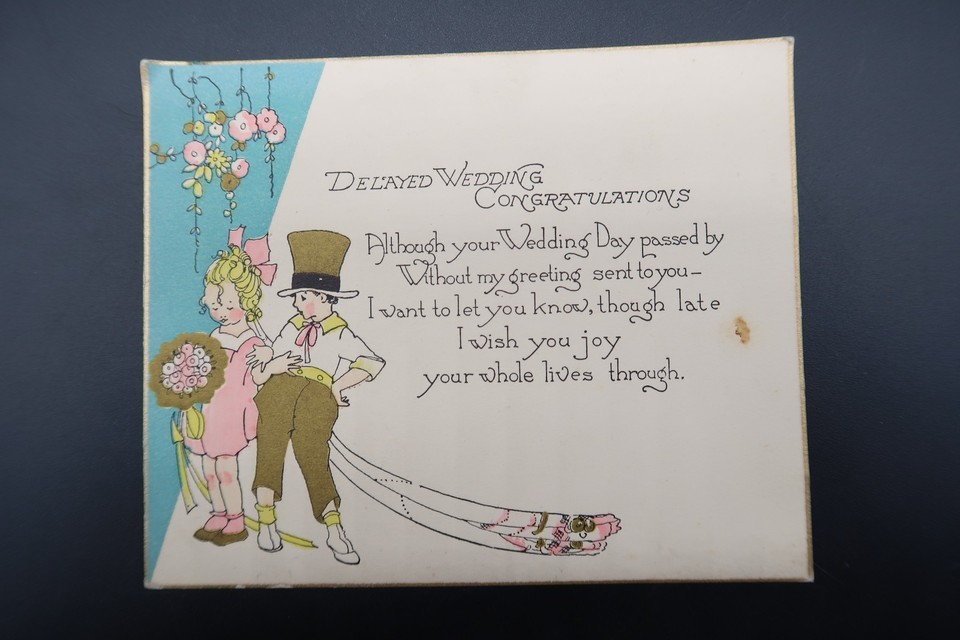 DELAYED WEDDING
CONGRATULATIONS
Although your Wedding Day passed by
Without my greeting sent to you–
I want to let you know, though late
I wish you joy
your whole lives through.